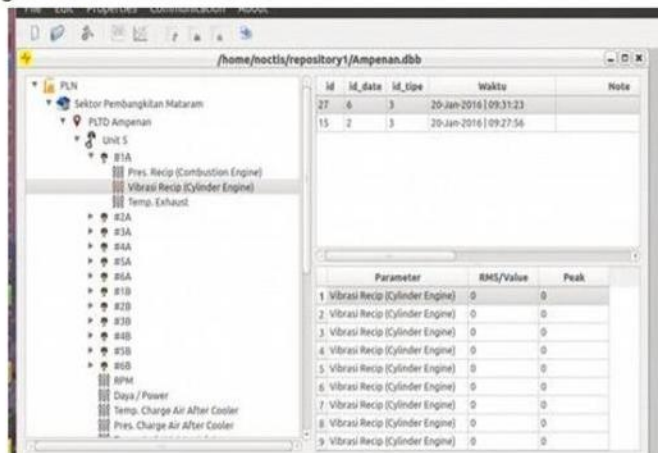 File Edit Properties Communication About
/home/noctis/repository1/Ampenan.dbb
PLN
Sektor Pembangkitan Mataram
PLTD Ampenan
Unit 5
#1A
Pres. Recip (Combustion Engine)
Vibrasi Recip (Cylinder Engine)
Temp. Exhaust
#2A
#3A
#4A
#5A
#6A
#1B
#2B
#3B
#4B
#5B
#6B
RPM
Daya / Power
Temp. Charge Air After Cooler
Pres. Charge Air After Cooler
id id_date id_tipe Waktu Note
27 6 3 20-Jan-2016 | 09:31:23
15 2 3 20-Jan-2016 | 09:27:56
Parameter RMS/Value Peak
1 Vibrasi Recip (Cylinder Engine) 0 0
2 Vibrasi Recip (Cylinder Engine) 0 0
3 Vibrasi Recip (Cylinder Engine) 0 0
4 Vibrasi Recip (Cylinder Engine) 0 0
5 Vibrasi Recip (Cylinder Engine) 0 0
6 Vibrasi Recip (Cylinder Engine) 0 0
7 Vibrasi Recip (Cylinder Engine) 0 0
8 Vibrasi Recip (Cylinder Engine) 0 0
9 Vibrasi Recip (Cylinder Engine) 0 0